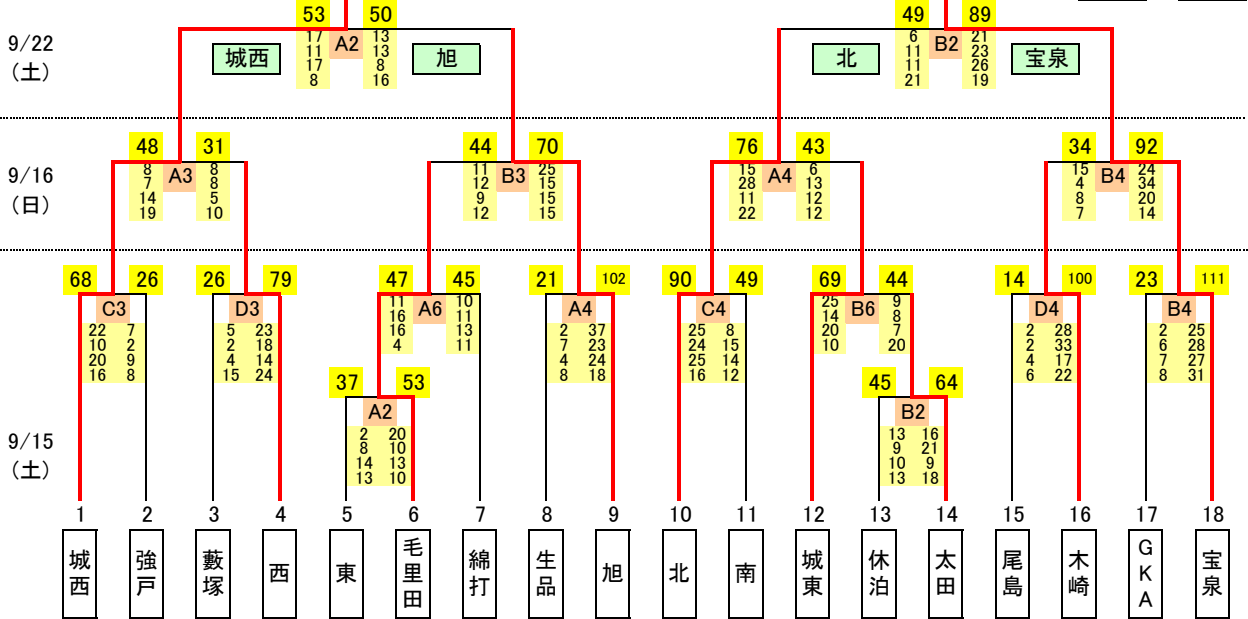 53 50 49 89
9/22
（土）
17 A2 13 6 B2 21
11 13 11 23
17 8 11 26
8 16 21 19
城西 旭 北 宝泉
48 31 44 70 76 43 34 92
9/16
（日）
8 A3 8 11 B3 25 15 A4 6 15 B4 24
7 8 12 15 28 13 4 34
14 5 9 15 11 12 8 20
19 10 12 15 22 12 7 14
68 26 26 79 47 45 21 102 90 49 69 44 14 100 23 111
C3 D3 11 A6 10 A4 C4 25 B6 9 D4 B4
16 11 14 8
16 13 20 7
4 11 10 20
22 7 5 23 2 37 25 8 2 28 2 25
10 2 2 18 7 23 24 15 2 33 6 28
20 9 4 14 4 24 25 14 4 17 7 27
16 8 15 24 8 18 16 12 6 22 8 31
37 53 45 64
A2 B2
9/15
（土）
2 20 13 16
8 10 9 21
14 13 10 9
13 10 13 18
1 2 3 4 5 6 7 8 9 10 11 12 13 14 15 16 17 18
城西 強戸 藪塚 西 東 毛里田 綿打 生品 旭 北 南 城東 休泊 太田 尾島 木崎 GKA 宝泉